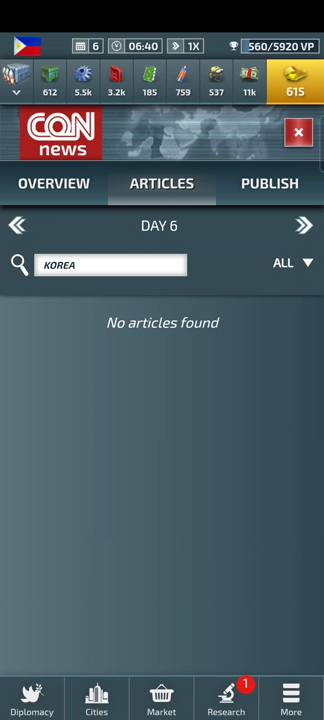 6 06:40 1X 560/5920 VP
612 5.5k 3.2k 185 759 537 11k 615
CON
news
OVERVIEW ARTICLES PUBLISH
DAY 6
KOREA ALL
No articles found
1
Diplomacy Cities Market Research More